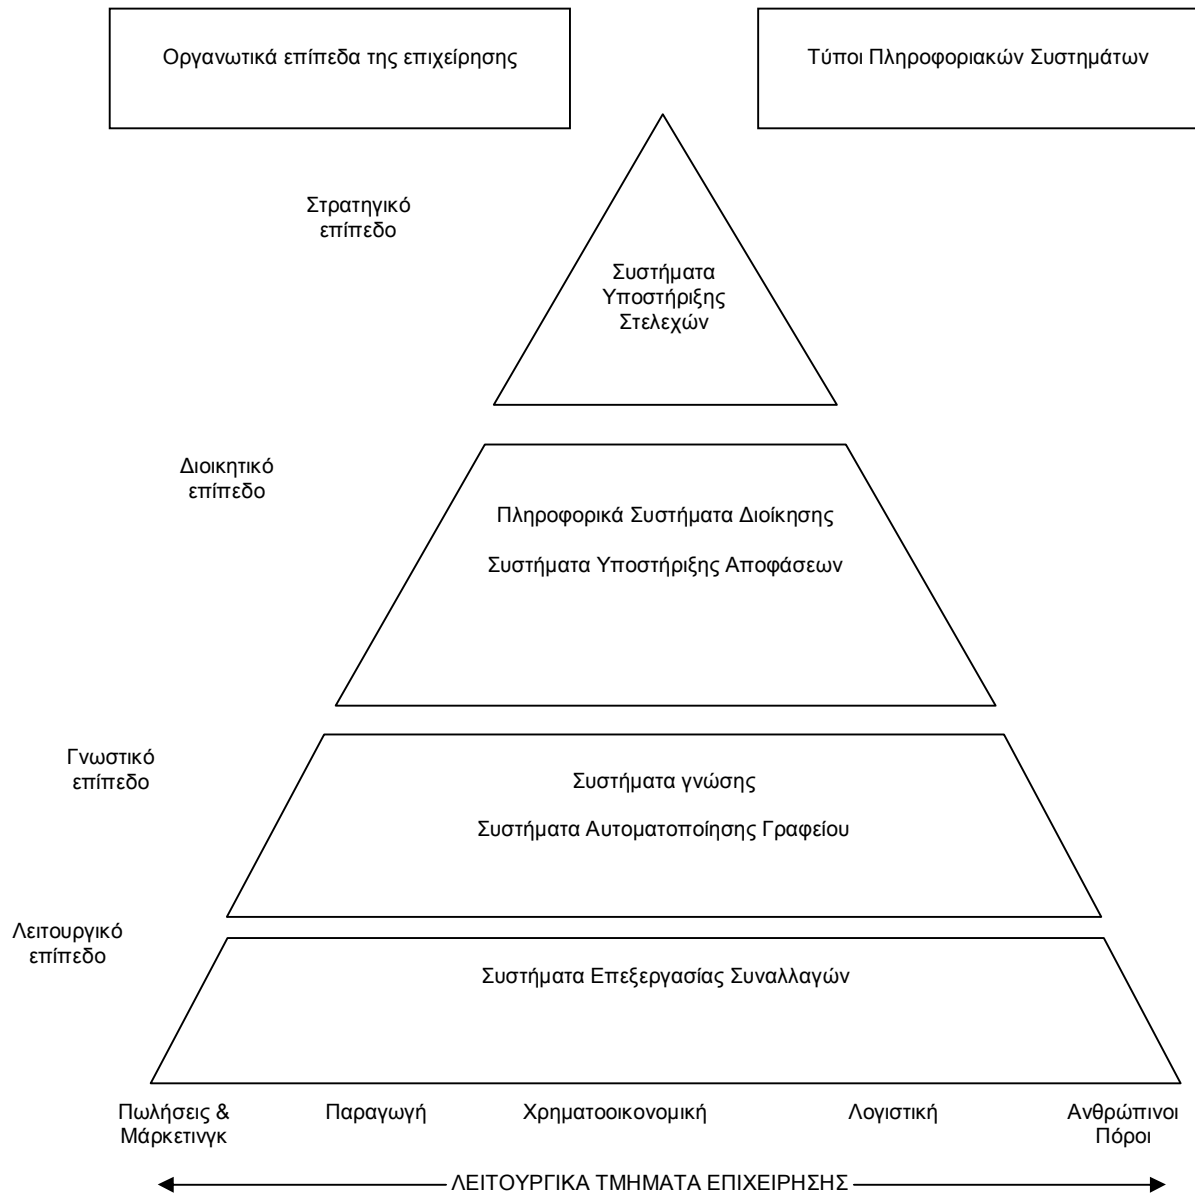 Οργανωτικά επίπεδα της επιχείρησης
Τύποι Πληροφοριακών Συστημάτων
Στρατηγικό
επίπεδο
Συστήματα
Υποστήριξης
Στελεχών
Διοικητικό
επίπεδο
Πληροφορικά Συστήματα Διοίκησης
Συστήματα Υποστήριξης Αποφάσεων
Γνωστικό
επίπεδο
Συστήματα γνώσης
Συστήματα Αυτοματοποίησης Γραφείου
Λειτουργικό
επίπεδο
Συστήματα Επεξεργασίας Συναλλαγών
Πωλήσεις &
Μάρκετινγκ
Παραγωγή
Χρηματοοικονομική
Λογιστική
Ανθρώπινοι
Πόροι
ΛΕΙΤΟΥΡΓΙΚΑ ΤΜΗΜΑΤΑ ΕΠΙΧΕΙΡΗΣΗΣ